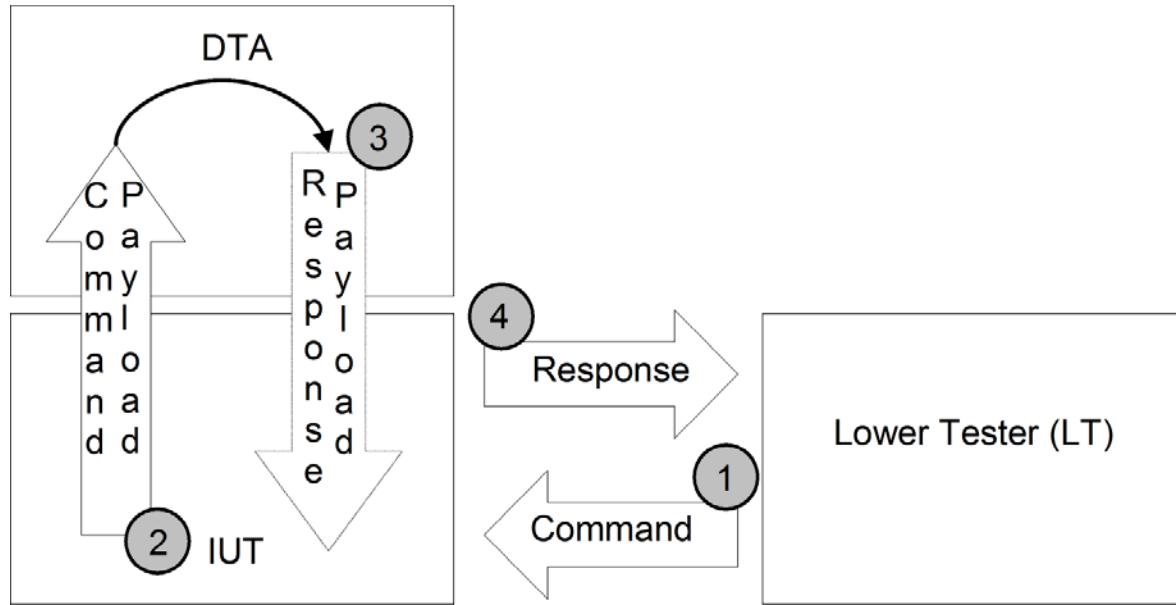 DTA
3
Command
Payload
Response
Payload
4
Response
Lower Tester (LT)
1
Command
2
IUT